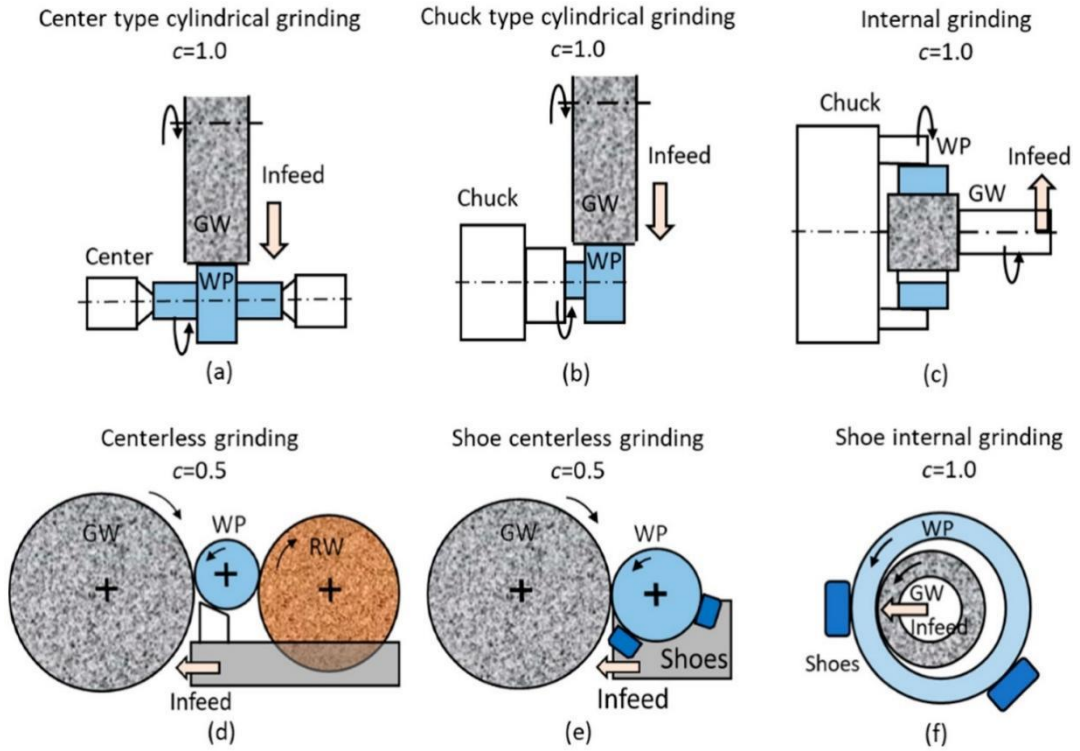 Center type cylindrical grinding
c=1.0
GW
Infeed
Center
WP
(a)
Chuck type cylindrical grinding
c=1.0
Infeed
Chuck
GW
WP
(b)
Internal grinding
c=1.0
Chuck
WP
Infeed
GW
(c)
Centerless grinding
c=0.5
GW
WP
RW
Infeed
(d)
Shoe centerless grinding
c=0.5
GW
WP
Shoes
Infeed
(e)
Shoe internal grinding
c=1.0
WP
GW
Infeed
Shoes
(f)